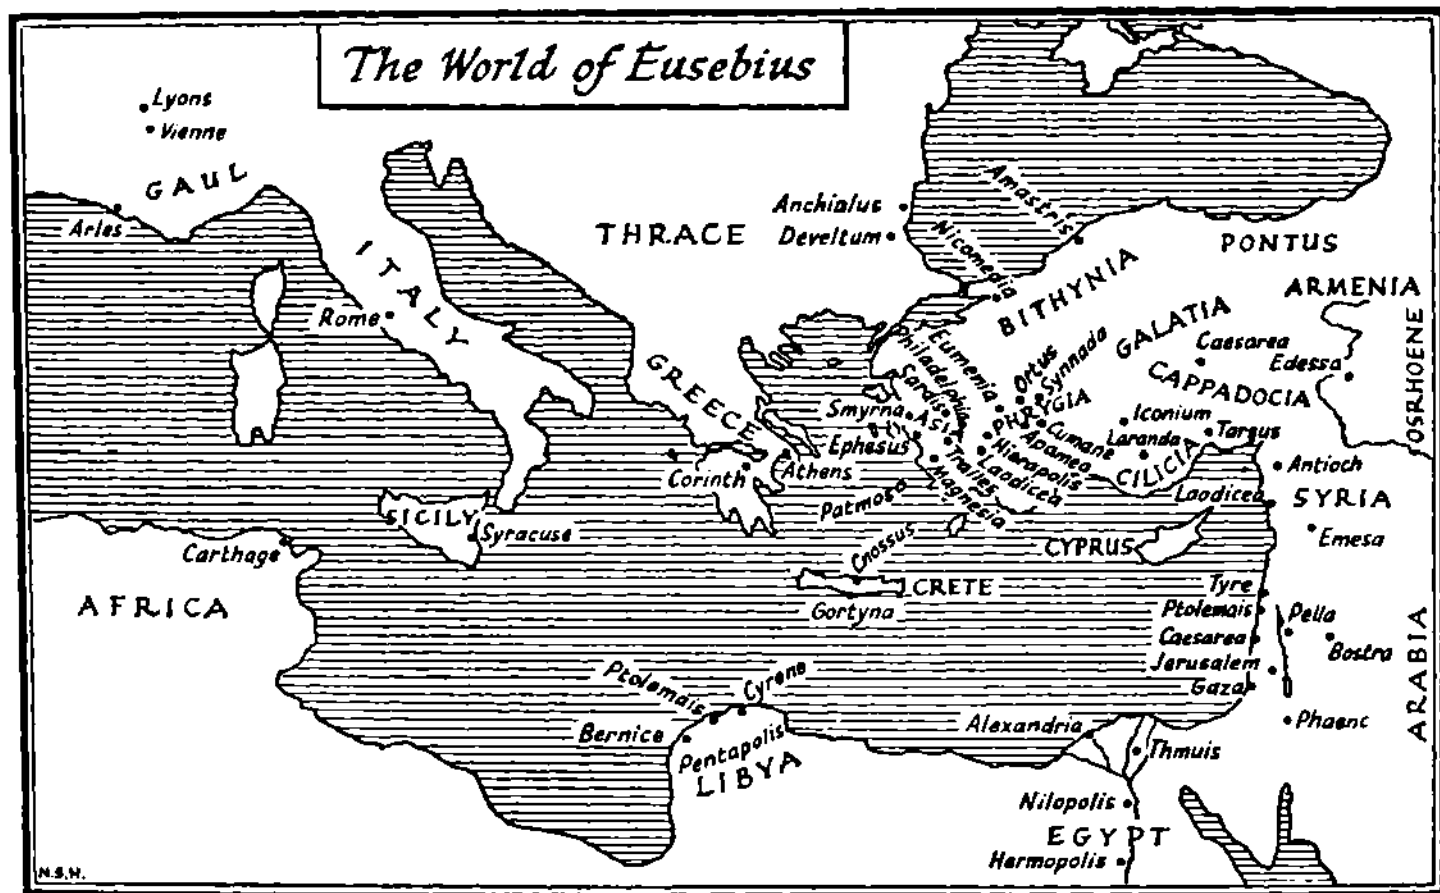 The World of Eusebius
Lyons
Vienne
GAUL
Arles
ITALY
Rome
THRACE
Anchialus
Develtum
Amastris
Nicomedia
PONTUS
BITHYNIA
ARMENIA
GALATIA
Caesarea
OSRHOENE
Edessa
CAPPADOCIA
GREECE
Philadelphia
Eumenia
Ortus
Synnada
Sardis
Smyrna
ASIA
PHRYGIA
Iconium
Laranda
Tarsus
Cumane
Apamea
Hierapolis
Laodicea
Ephesus
Tralles
Magnesia
CILICIA
Corinth
Athens
Patmos
Antioch
Laodicea
SYRIA
SICILY
Syracuse
Carthage
Emesa
Cnossus
CYPRUS
CRETE
Gortyna
AFRICA
Tyre
Ptolemais
Pella
Caesarea
Bostra
Jerusalem
Gaza
ARABIA
Ptolemais
Cyrene
Bernice
Pentapolis
LIBYA
Alexandria
Phaenc
Thmuis
Nilopolis
EGYPT
Hermopolis
N.S.H.